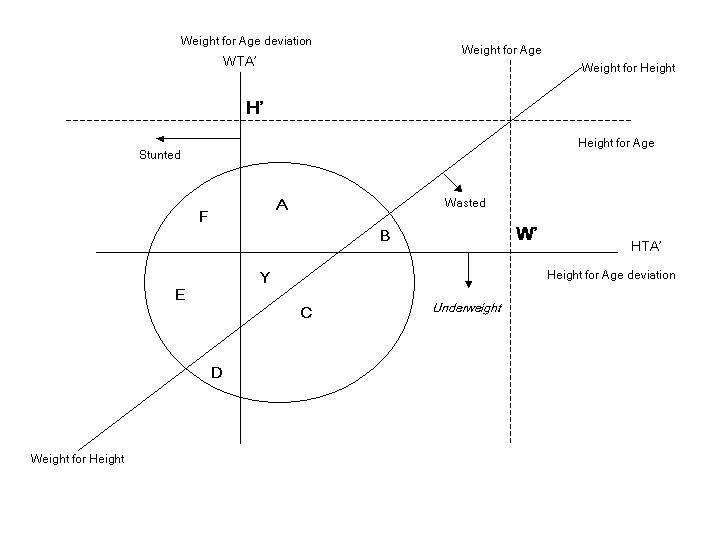 Weight for Age deviation
WTA’
Weight for Age
Weight for Height
H’
Height for Age
Stunted
Wasted
A
F
B
W’
HTA’
Height for Age deviation
Y
E
C
Underweight
D
Weight for Height